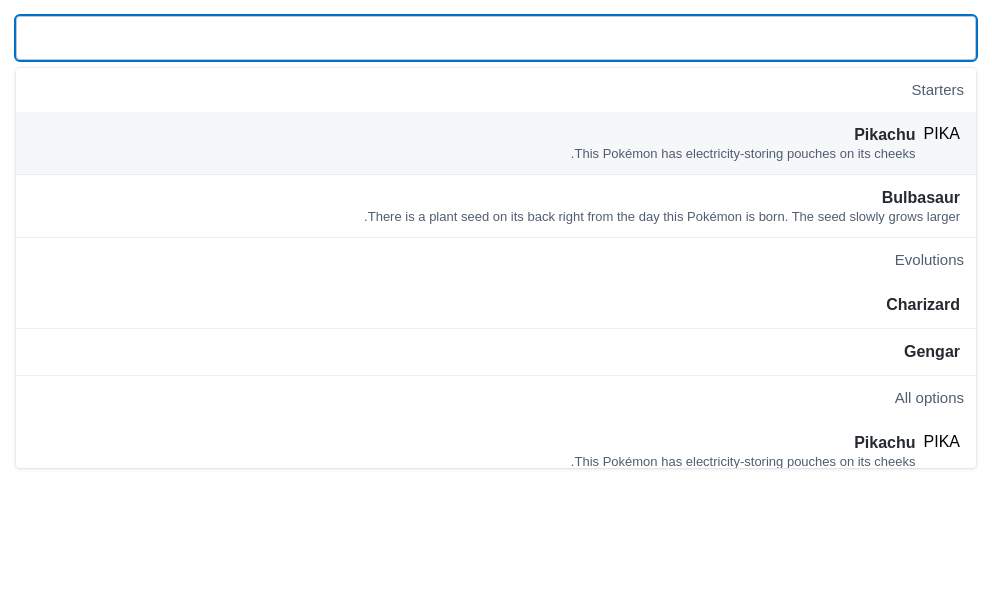 Starters
PIKA Pikachu
.This Pokémon has electricity-storing pouches on its cheeks
Bulbasaur
.There is a plant seed on its back right from the day this Pokémon is born. The seed slowly grows larger
Evolutions
Charizard
Gengar
All options
PIKA Pikachu
.This Pokémon has electricity-storing pouches on its cheeks